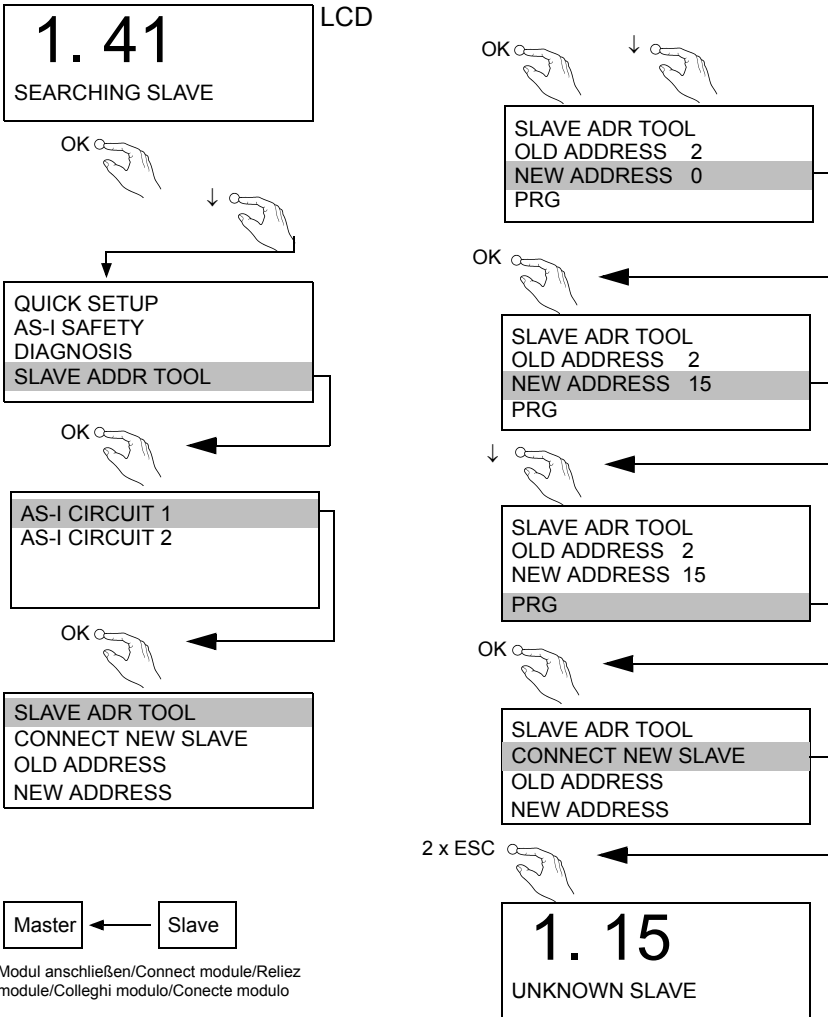 LCD
1. 41
SEARCHING SLAVE
OK
↓
QUICK SETUP
AS-I SAFETY
DIAGNOSIS
SLAVE ADDR TOOL
OK
AS-I CIRCUIT 1
AS-I CIRCUIT 2
OK
SLAVE ADR TOOL
CONNECT NEW SLAVE
OLD ADDRESS
NEW ADDRESS
Master
Slave
Modul anschließen/Connect module/Reliez
module/Colleghi modulo/Conecte modulo
OK
↓
SLAVE ADR TOOL
OLD ADDRESS 2
NEW ADDRESS 0
PRG
OK
SLAVE ADR TOOL
OLD ADDRESS 2
NEW ADDRESS 15
PRG
↓
SLAVE ADR TOOL
OLD ADDRESS 2
NEW ADDRESS 15
PRG
OK
SLAVE ADR TOOL
CONNECT NEW SLAVE
OLD ADDRESS
NEW ADDRESS
2 x ESC
1. 15
UNKNOWN SLAVE